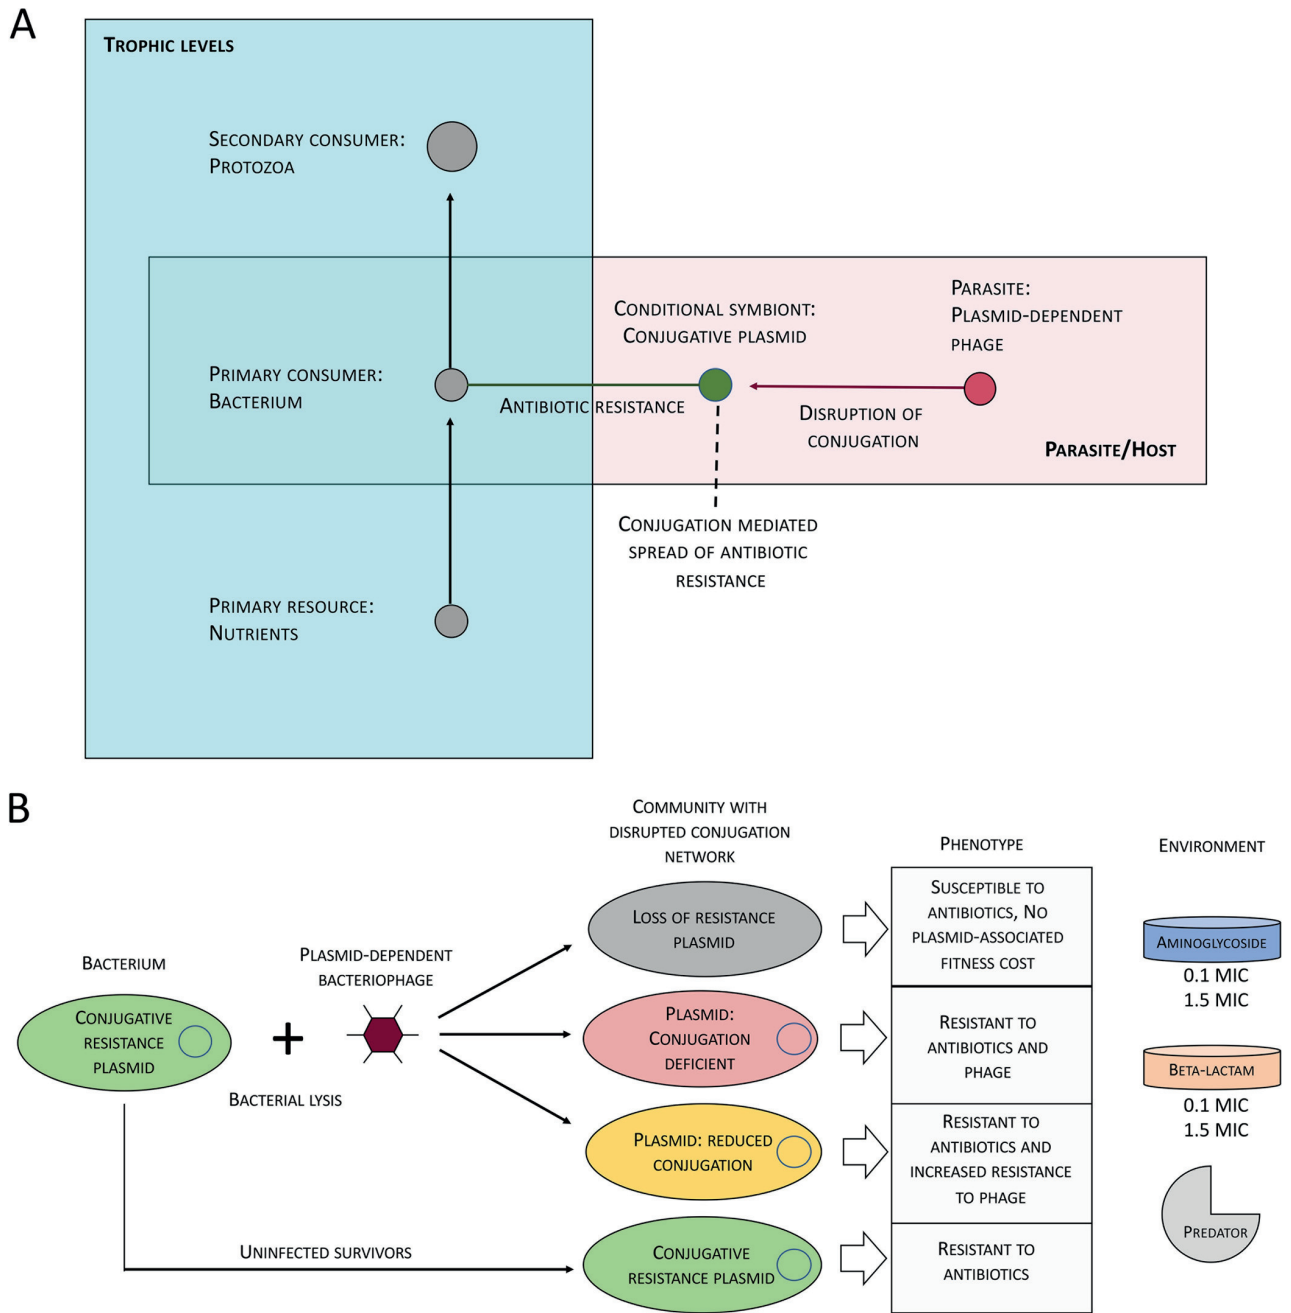 A
Trophic levels
Secondary consumer:
Protozoa
Primary consumer:
Bacterium
Primary resource:
Nutrients
Antibiotic resistance
Conditional symbiont:
Conjugative plasmid
Parasite:
Plasmid-dependent
phage
Disruption of
conjugation
Parasite/Host
Conjugation mediated
spread of antibiotic
resistance
B
Bacterium
Conjugative
resistance
plasmid
+
Bacterial lysis
Plasmid-dependent
bacteriophage
Uninfected survivors
Community with
disrupted conjugation
network
Loss of resistance
plasmid
Plasmid:
Conjugation
deficient
Plasmid: reduced
conjugation
Conjugative
resistance plasmid
Phenotype
Susceptible to
antibiotics, No
plasmid-associated
fitness cost
Resistant to
antibiotics and
phage
Resistant to
antibiotics and
increased resistance
to phage
Resistant to
antibiotics
Environment
Aminoglycoside
0.1 MIC
1.5 MIC
Beta-lactam
0.1 MIC
1.5 MIC
Predator